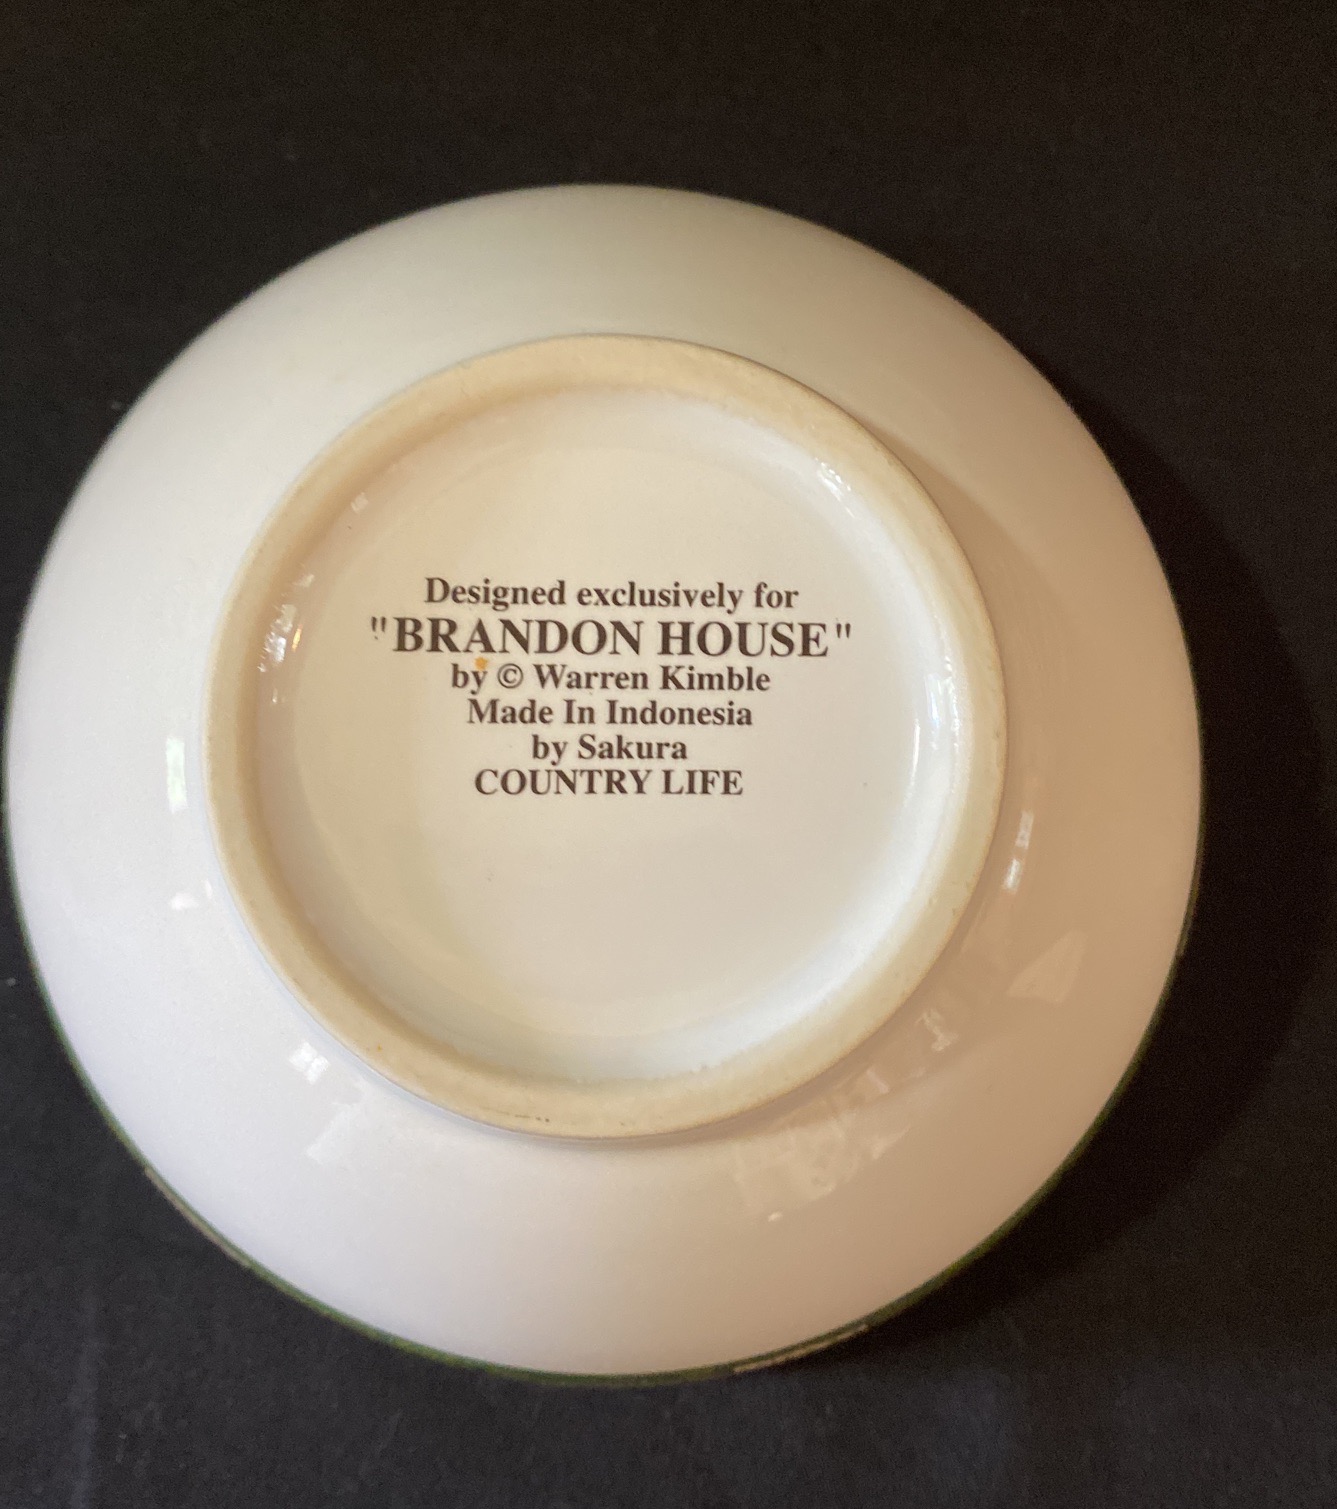 Designed exclusively for
"BRANDON HOUSE"
by © Warren Kimble
Made In Indonesia
by Sakura
COUNTRY LIFE